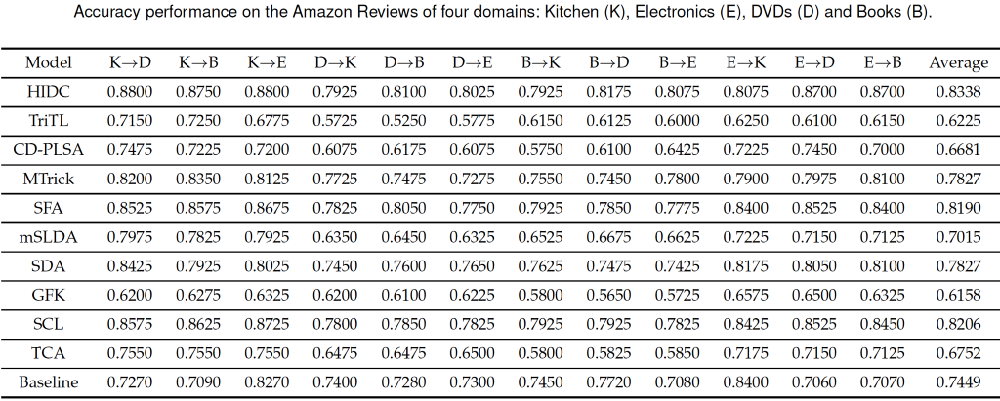 Accuracy performance on the Amazon Reviews of four domains: Kitchen (K), Electronics (E), DVDs (D) and Books (B).
Model K→D K→B K→E D→K D→B D→E B→K B→D B→E E→K E→D E→B Average
HIDC 0.8800 0.8750 0.8800 0.7925 0.8100 0.8025 0.7925 0.8175 0.8075 0.8075 0.8700 0.8700 0.8338
TriTL 0.7150 0.7250 0.6775 0.5725 0.5250 0.5775 0.6150 0.6125 0.6000 0.6250 0.6100 0.6150 0.6225
CD-PLSA 0.7475 0.7225 0.7200 0.6075 0.6175 0.6075 0.5750 0.6100 0.6425 0.7225 0.7450 0.7000 0.6681
MTrick 0.8200 0.8350 0.8125 0.7725 0.7475 0.7275 0.7550 0.7450 0.7800 0.7900 0.7975 0.8100 0.7827
SFA 0.8525 0.8575 0.8675 0.7825 0.8050 0.7750 0.7925 0.7850 0.7775 0.8400 0.8525 0.8400 0.8190
mSLDA 0.7975 0.7825 0.7925 0.6350 0.6450 0.6325 0.6525 0.6675 0.6625 0.7225 0.7150 0.7125 0.7015
SDA 0.8425 0.7925 0.8025 0.7450 0.7600 0.7650 0.7625 0.7475 0.7425 0.8175 0.8050 0.8100 0.7827
GFK 0.6200 0.6275 0.6325 0.6200 0.6100 0.6225 0.5800 0.5650 0.5725 0.6575 0.6500 0.6325 0.6158
SCL 0.8575 0.8625 0.8725 0.7800 0.7850 0.7825 0.7925 0.7925 0.7825 0.8425 0.8525 0.8450 0.8206
TCA 0.7550 0.7550 0.7550 0.6475 0.6475 0.6500 0.5800 0.5825 0.5850 0.7175 0.7150 0.7125 0.6752
Baseline 0.7270 0.7090 0.8270 0.7400 0.7280 0.7300 0.7450 0.7720 0.7080 0.8400 0.7060 0.7070 0.7449